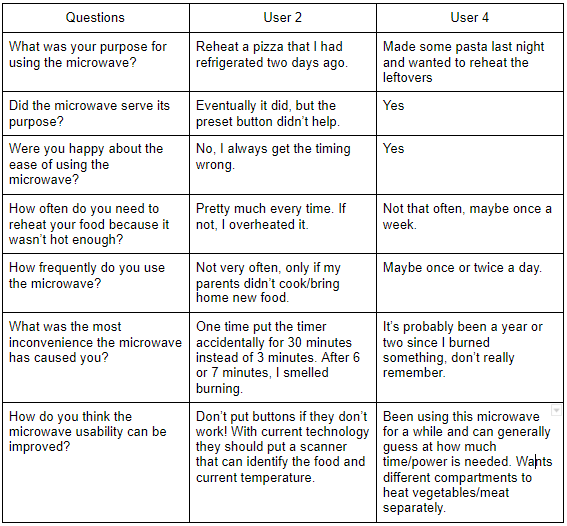 Questions
User 2
User 4
What was your purpose for
using the microwave?
Reheat a pizza that I had
refrigerated two days ago.
Made some pasta last night
and wanted to reheat the
leftovers
Did the microwave serve its
purpose?
Eventually it did, but the
preset button didn't help.
Yes
Were you happy about the
ease of using the
microwave?
No, I always get the timing
wrong.
Yes
How often do you need to
reheat your food because it
wasn't hot enough?
Pretty much every time. If
not, I overheated it.
Not that often, maybe once a
week.
How frequently do you use
the microwave?
Not very often, only if my
parents didn't cook/bring
home new food.
Maybe once or twice a day.
What was the most
inconvenience the microwave
has caused you?
One time put the timer
accidentally for 30 minutes
instead of 3 minutes. After 6
or 7 minutes, I smelled
burning.
It's probably been a year or
two since I burned
something, don't really
remember.
How do you think the
microwave usability can be
improved?
Don't put buttons if they don't
work! With current technology
they should put a scanner
that can identify the food and
current temperature.
Been using this microwave
for a while and can generally
guess at how much
time/power is needed. Wants
different compartments to
heat vegetables/meat
separately.